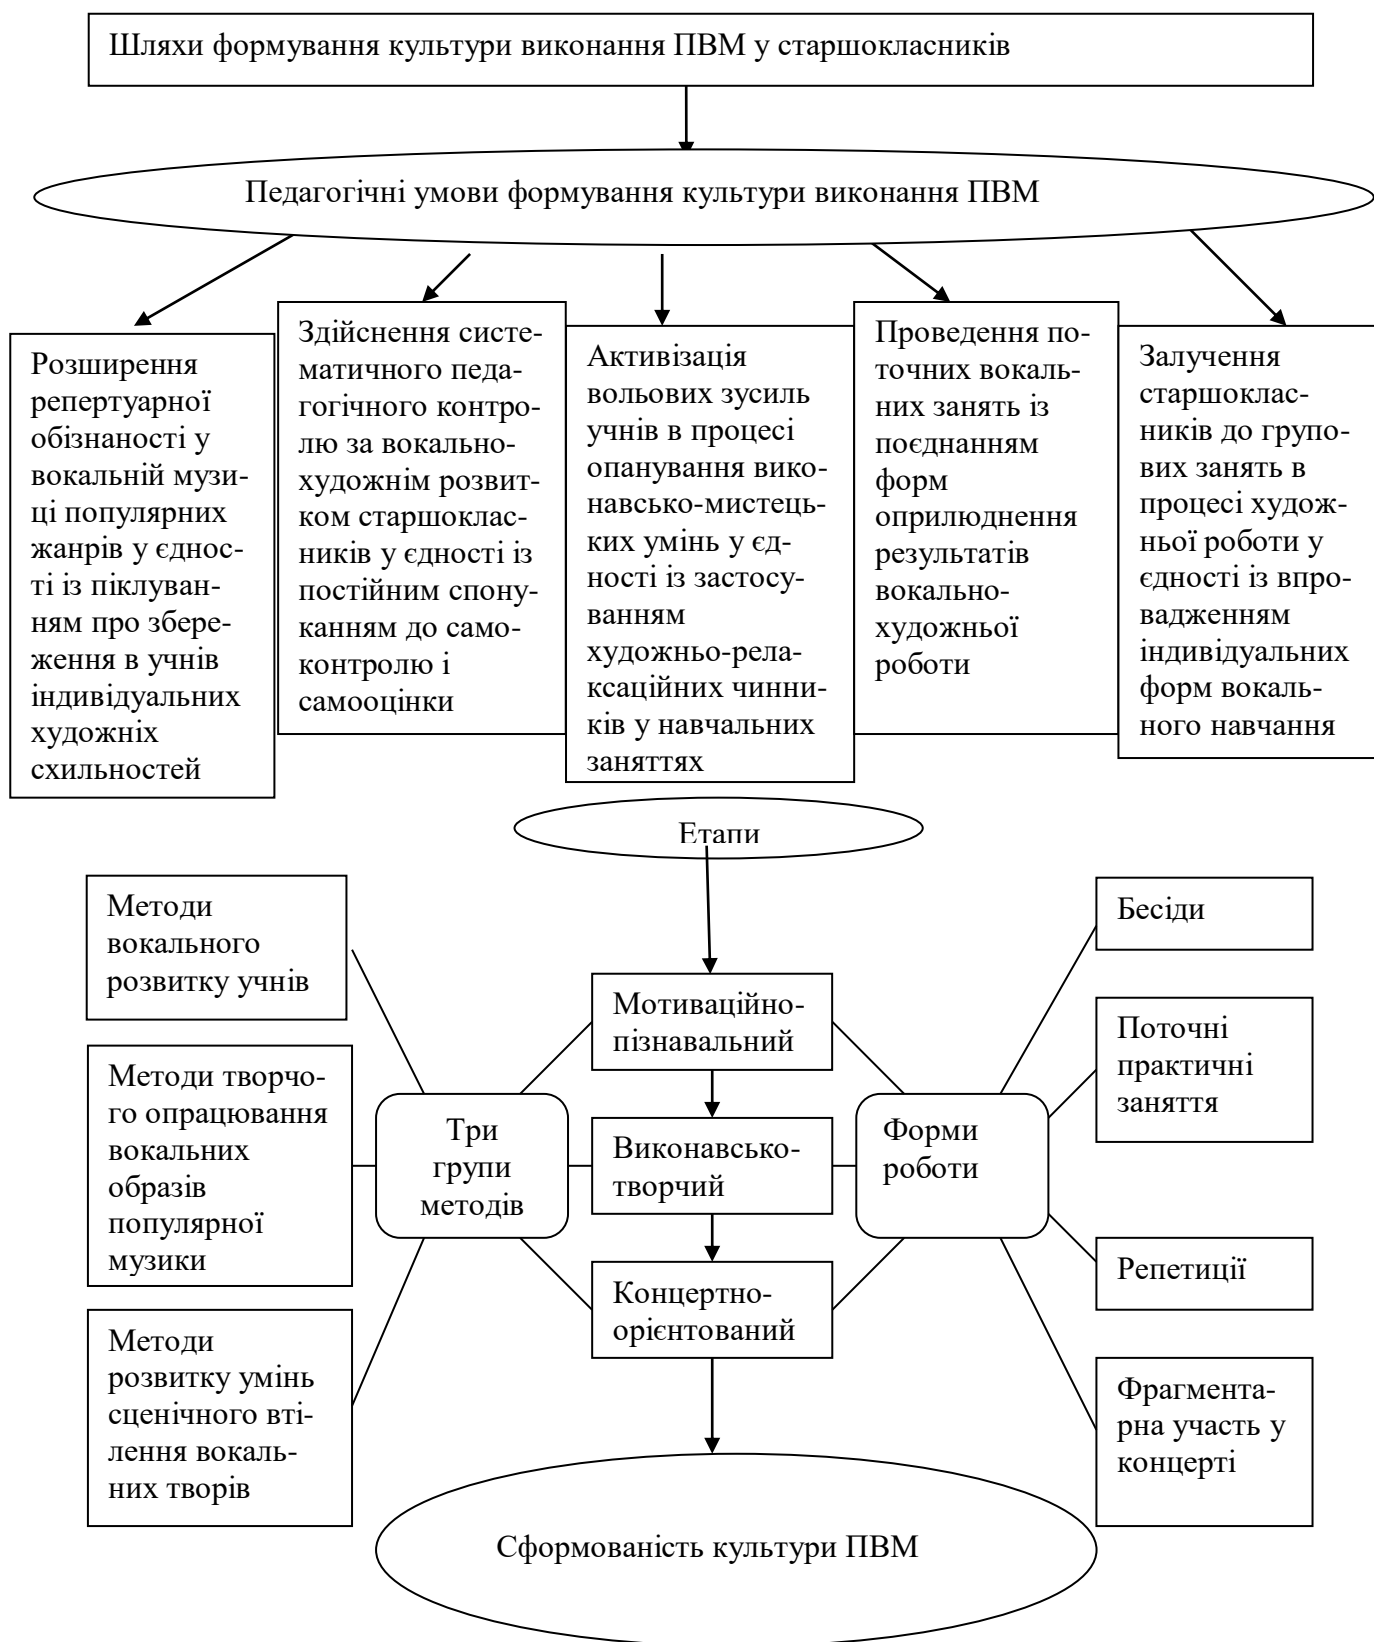 Шляхи формування культури виконання ПВМ у старшокласників
Педагогічні умови формування культури виконання ПВМ
Розширення
репертуарної
обізнаності у
вокальній музи-
ці популярних
жанрів у єднос-
ті із піклуван-
ням про збере-
ження в учнів
індивідуальних
художніх
схильностей
Здійснення систе-
матичного педа-
гогічного контро-
лю за вокально-
художнім розвит-
ком старшоклас-
ників у єдності із
постійним спону-
канням до само-
контролю і
самооцінки
Активізація
вольових зусиль
учнів в процесі
опанування вико-
навсько-мистець-
ких умінь у єд-
ності із застосу-
ванням
художньо-рела-
ксаційних чинни-
ків у навчальних
заняттях
Проведення по-
точних вокаль-
них занять із
поєднанням
форм
оприлюднення
результатів
вокально-
художньої
роботи
Залучення
старшоклас-
ників до групо-
вих занять в
процесі худож-
ньої роботи у
єдності із впро-
вадженням
індивідуальних
форм вокаль-
ного навчання
Етапи
Методи
вокального
розвитку учнів
Методи творчо-
го опрацювання
вокальних
образів
популярної
музики
Методи
розвитку умінь
сценічного вті-
лення вокаль-
них творів
Три
групи
методів
Мотиваційно-
пізнавальний
Виконавсько-
творчий
Концертно-
орієнтований
Форми
роботи
Бесіди
Поточні
практичні
заняття
Репетиції
Фрагмента-
рна участь у
концерті
Сформованість культури ПВМ